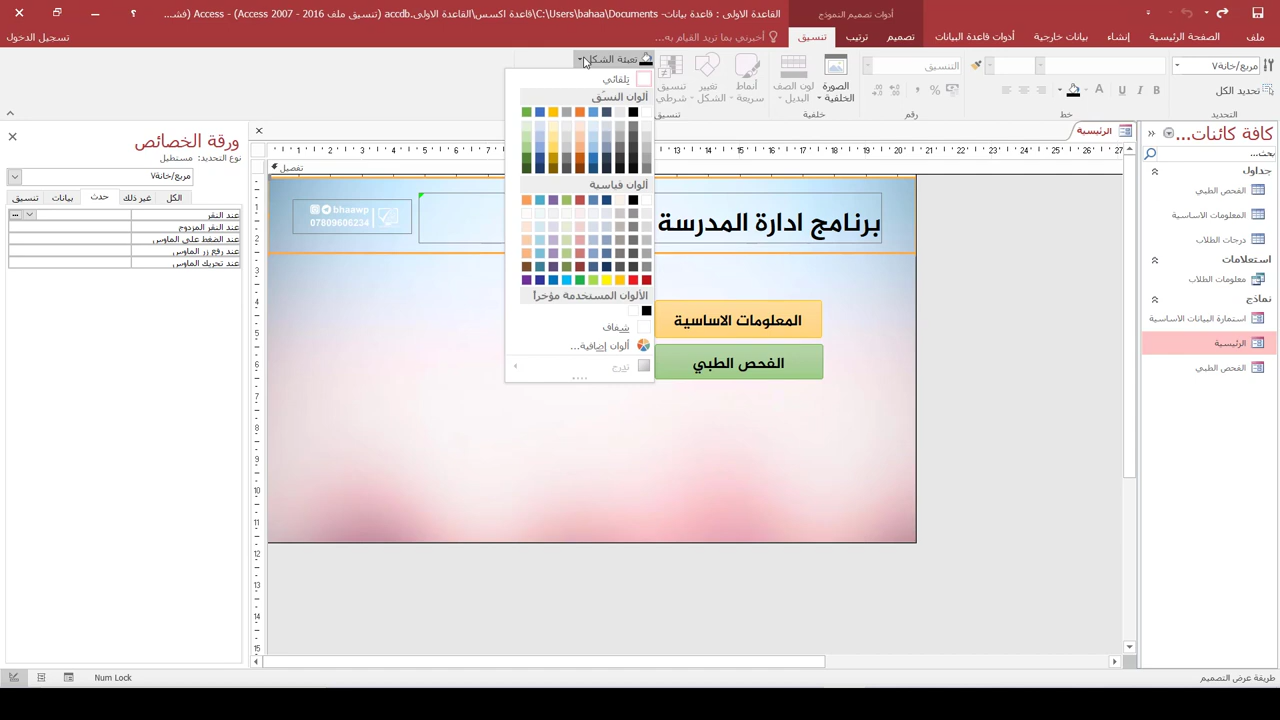 القاعدة الاولى : قاعدة بيانات- C:\Users\bahaa\Documents\قاعدة اكسس\القاعدة الاولى.accdb (تنسيق ملف Access 2007 - 2016) - Access (فش...
أدوات تصميم النموذج
ملف
الصفحة الرئيسية
إنشاء
بيانات خارجية
أدوات قاعدة البيانات
تصميم
ترتيب
تنسيق
أخبرني بما تريد القيام به...
تسجيل الدخول
مربع/خانة٧
تحديد الكل
التحديد
خط
التنسيق
رقم
الصورة الخلفية
لون الصف البديل
خلفية
أنماط سريعة
تغيير الشكل
تنسيق شرطي
تعبئة الشكل
تنسيق
تلقائي
ألوان النسق
ألوان قياسية
الألوان المستخدمة مؤخراً
شفاف
ألوان إضافية...
تدرج
كافة كائنات...
بحث...
جداول
الفحص الطبي
المعلومات الاساسية
درجات الطلاب
استعلامات
معلومات الطلاب
نماذج
استمارة البيانات الاساسية
الرئيسية
الفحص الطبي
الرئيسية
تفصيل
برنامج ادارة المدرسة
bhaawp
07809606234
المعلومات الاساسية
الفحص الطبي
ورقة الخصائص
نوع التحديد: مستطيل
مربع/خانة٧
تنسيق
بيانات
حدث
غير ذلك
الكل
عند النقر
عند النقر المزدوج
عند الضغط على الماوس
عند رفع زر الماوس
عند تحريك الماوس
طريقة عرض التصميم
Num Lock